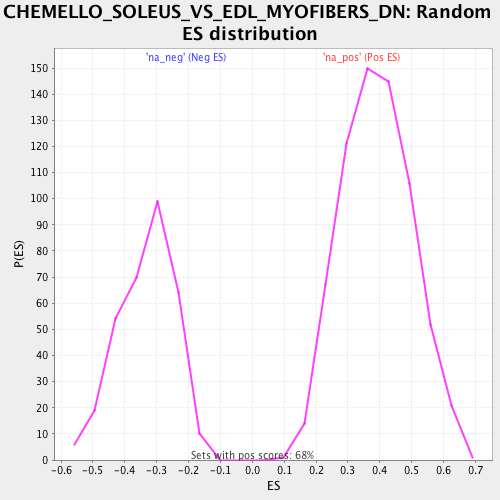 CHEMELLO_SOLEUS_VS_EDL_MYOFIBERS_DN: Random
ES distribution
'na_neg' (Neg ES) 'na_pos' (Pos ES)
150
140
130
120
110
100
90
80
70
60
50
40
30
20
10
0
P(ES)
Sets with pos scores: 68%
-0.6 -0.5 -0.4 -0.3 -0.2 -0.1 0.0 0.1 0.2 0.3 0.4 0.5 0.6 0.7
ES